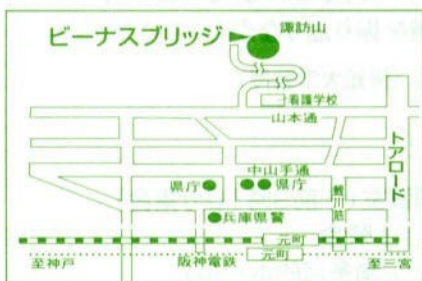 諏訪山
ビーナスブリッジ
看護学校
山本通
トアロード
中山手通
県庁
県庁
鯉川筋
兵庫県警
元町
元町
至神戸
阪神電鉄
至三宮